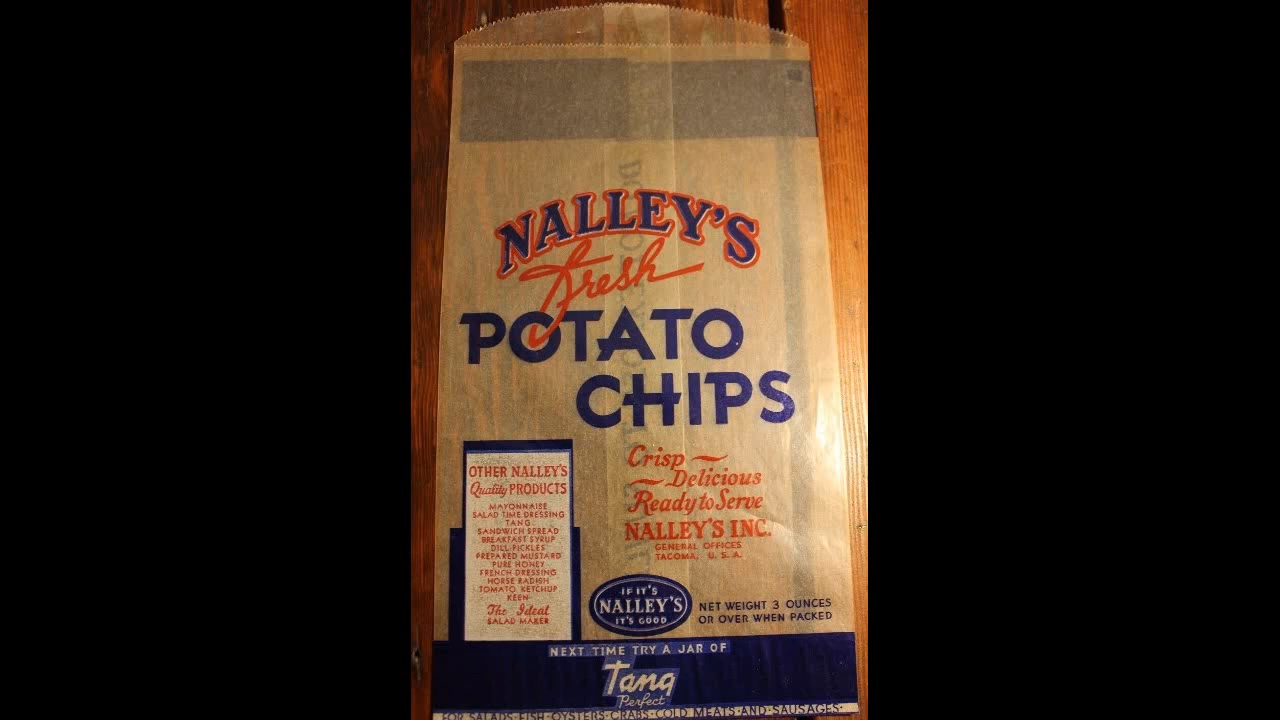 NALLEY'S
fresh
POTATO
CHIPS
OTHER NALLEY'S
Quality PRODUCTS
MAYONNAISE
SALAD TIME DRESSING
TANG
SANDWICH SPREAD
BREAKFAST SYRUP
DILL PICKLES
PREPARED MUSTARD
PURE HONEY
FRENCH DRESSING
HORSE RADISH
TOMATO KETCHUP
KEEN
The Ideal
SALAD MAKER
Crisp
Delicious
Ready to Serve
NALLEY'S INC.
GENERAL OFFICES
TACOMA, U. S. A.
IF IT'S
NALLEY'S
IT'S GOOD
NET WEIGHT 3 OUNCES
OR OVER WHEN PACKED
NEXT TIME TRY A JAR OF
Tang
Perfect
FOR SALADS·FISH·OYSTERS·CRABS·COLD MEATS·AND·SAUSAGES·